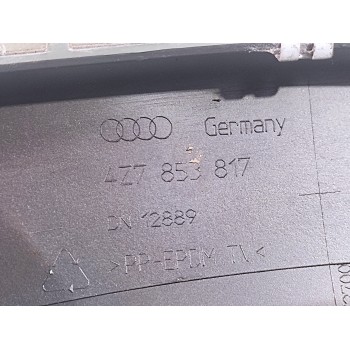 Germany
4Z7 853 817
DN 12889
>PP-EPDM TV<